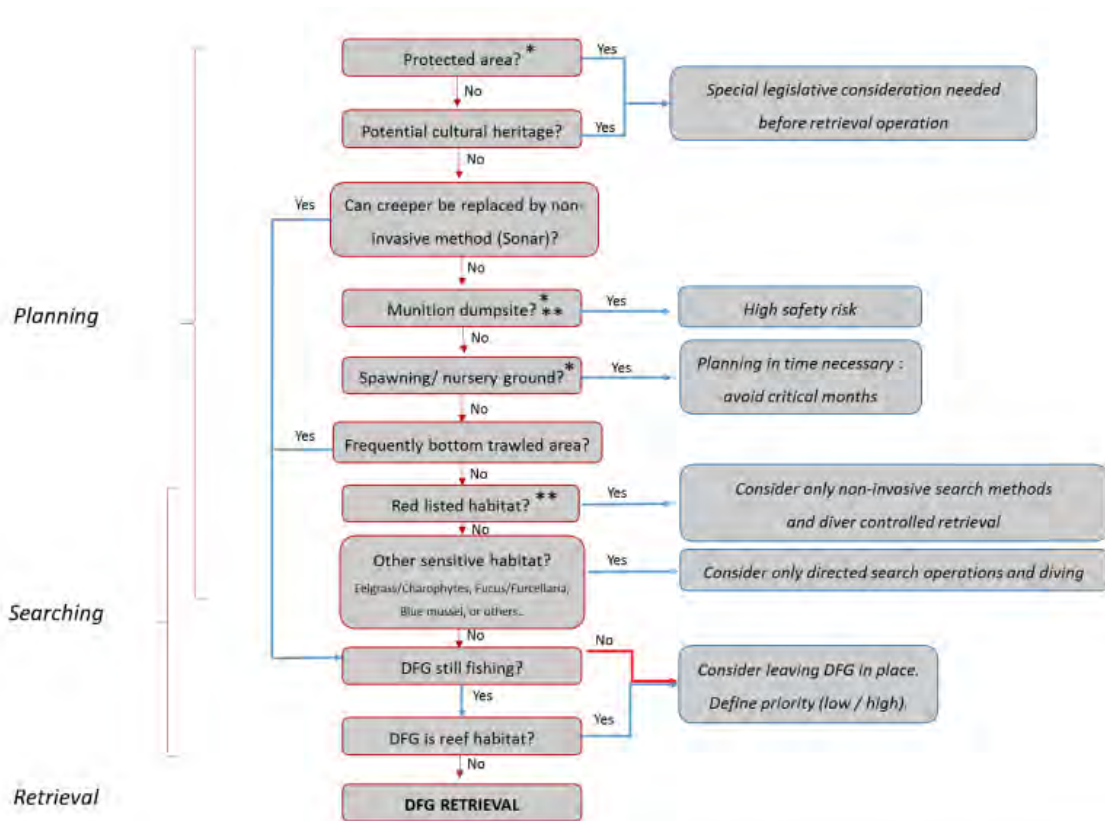 Protected area? *
Yes
Special legislative consideration needed
before retrieval operation
No
Potential cultural heritage?
Yes
No
Yes
Can creeper be replaced by non-
invasive method (Sonar)?
No
Planning
Munition dumpsite? *
**
Yes
High safety risk
No
Spawning/ nursery ground? *
Yes
Planning in time necessary :
avoid critical months
No
Yes
Frequently bottom trawled area?
No
Red listed habitat? **
Yes
Consider only non-invasive search methods
and diver controlled retrieval
No
Searching
Other sensitive habitat?
Eelgrass/Charophytes, Fucus/Furcellaria,
Blue mussel, or others..
Yes
Consider only directed search operations and diving
No
DFG still fishing?
No
Consider leaving DFG in place.
Define priority (low / high).
Yes
DFG is reef habitat?
Yes
No
Retrieval
DFG RETRIEVAL